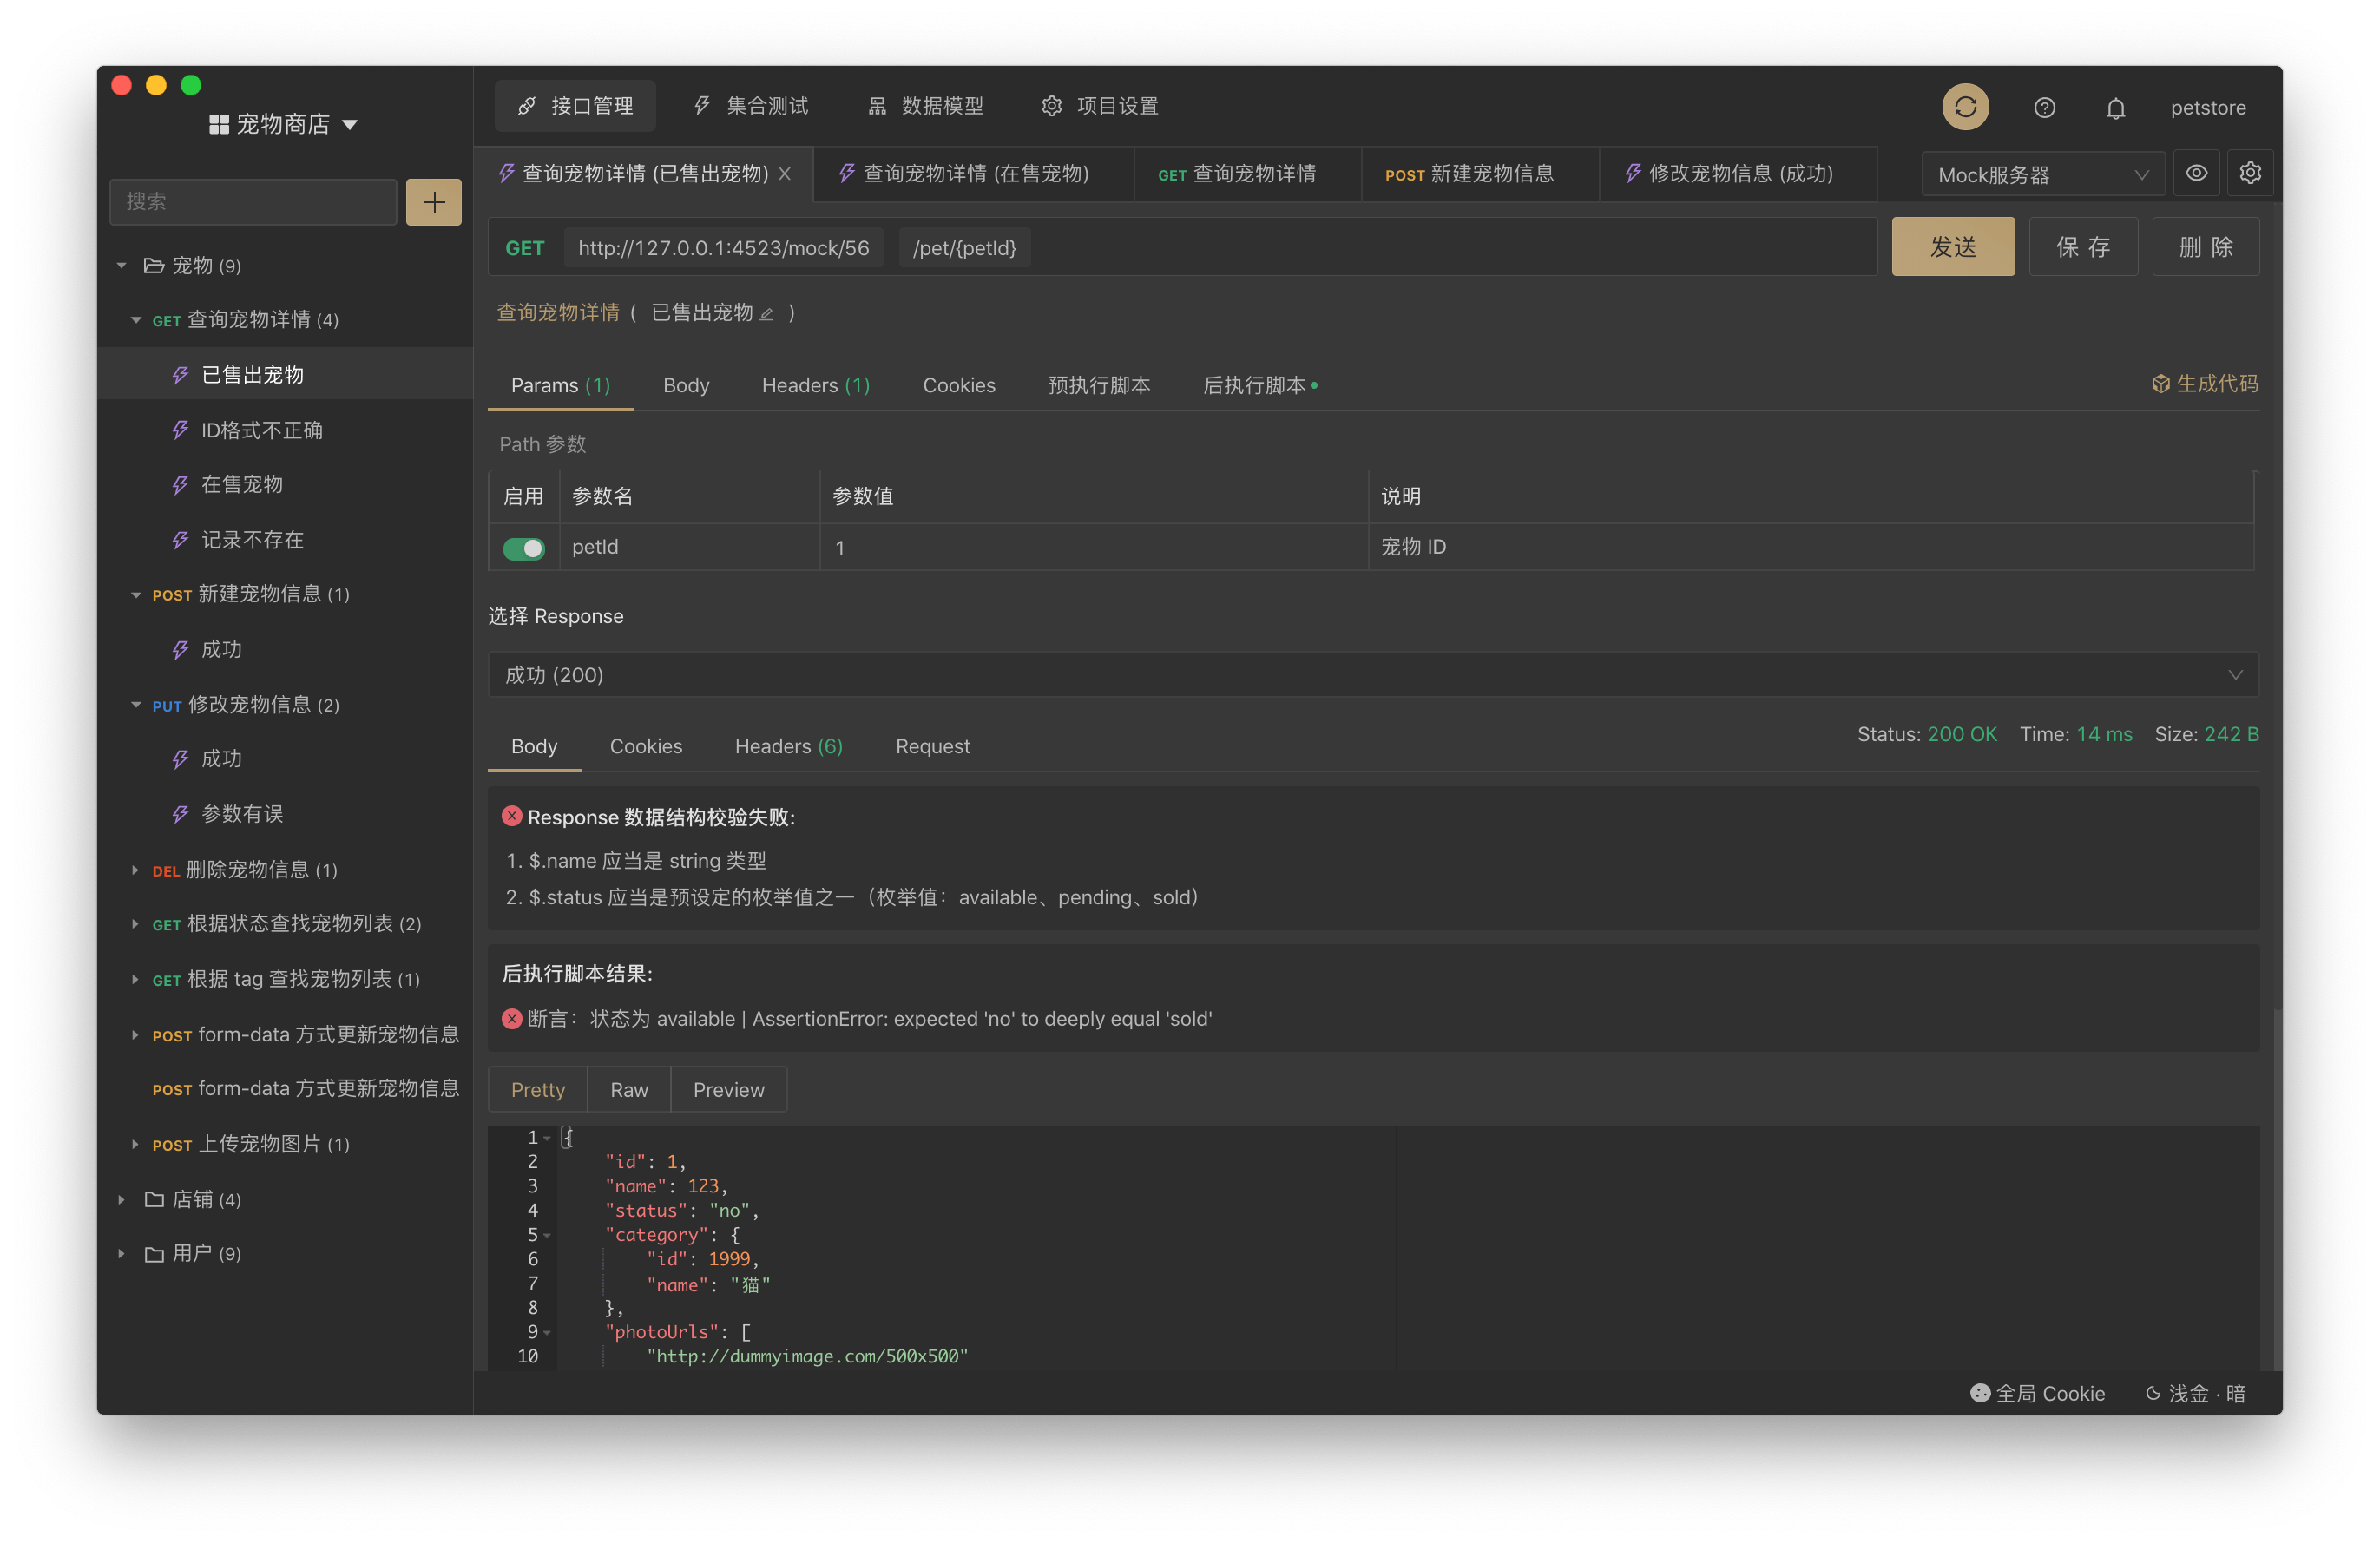 宠物商店
搜索
宠物 (9)
GET 查询宠物详情 (4)
已售出宠物
ID格式不正确
在售宠物
记录不存在
POST 新建宠物信息 (1)
成功
PUT 修改宠物信息 (2)
成功
参数有误
DEL 删除宠物信息 (1)
GET 根据状态查找宠物列表 (2)
GET 根据 tag 查找宠物列表 (1)
POST form-data 方式更新宠物信息
POST form-data 方式更新宠物信息
POST 上传宠物图片 (1)
店铺 (4)
用户 (9)
接口管理 集合测试 数据模型 项目设置 petstore
查询宠物详情 (已售出宠物) 查询宠物详情 (在售宠物) GET 查询宠物详情 POST 新建宠物信息 修改宠物信息 (成功) Mock服务器
GET http://127.0.0.1:4523/mock/56 /pet/{petId} 发送 保 存 删 除
查询宠物详情 ( 已售出宠物 )
Params (1) Body Headers (1) Cookies 预执行脚本 后执行脚本 生成代码
Path 参数
启用 参数名 参数值 说明
petId 1 宠物 ID
选择 Response
成功 (200)
Body Cookies Headers (6) Request Status: 200 OK Time: 14 ms Size: 242 B
Response 数据结构校验失败:
1. $.name 应当是 string 类型
2. $.status 应当是预设定的枚举值之一（枚举值：available、pending、sold）
后执行脚本结果:
断言：状态为 available | AssertionError: expected 'no' to deeply equal 'sold'
Pretty Raw Preview
1 {
2 "id": 1,
3 "name": 123,
4 "status": "no",
5 "category": {
6 "id": 1999,
7 "name": "猫"
8 },
9 "photoUrls": [
10 "http://dummyimage.com/500x500"
全局 Cookie 浅金 · 暗